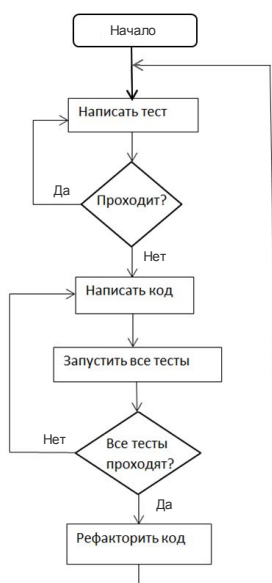 Начало
Написать тест
Да
Проходит?
Нет
Написать код
Запустить все тесты
Нет
Все тесты
проходят?
Да
Рефакторить код